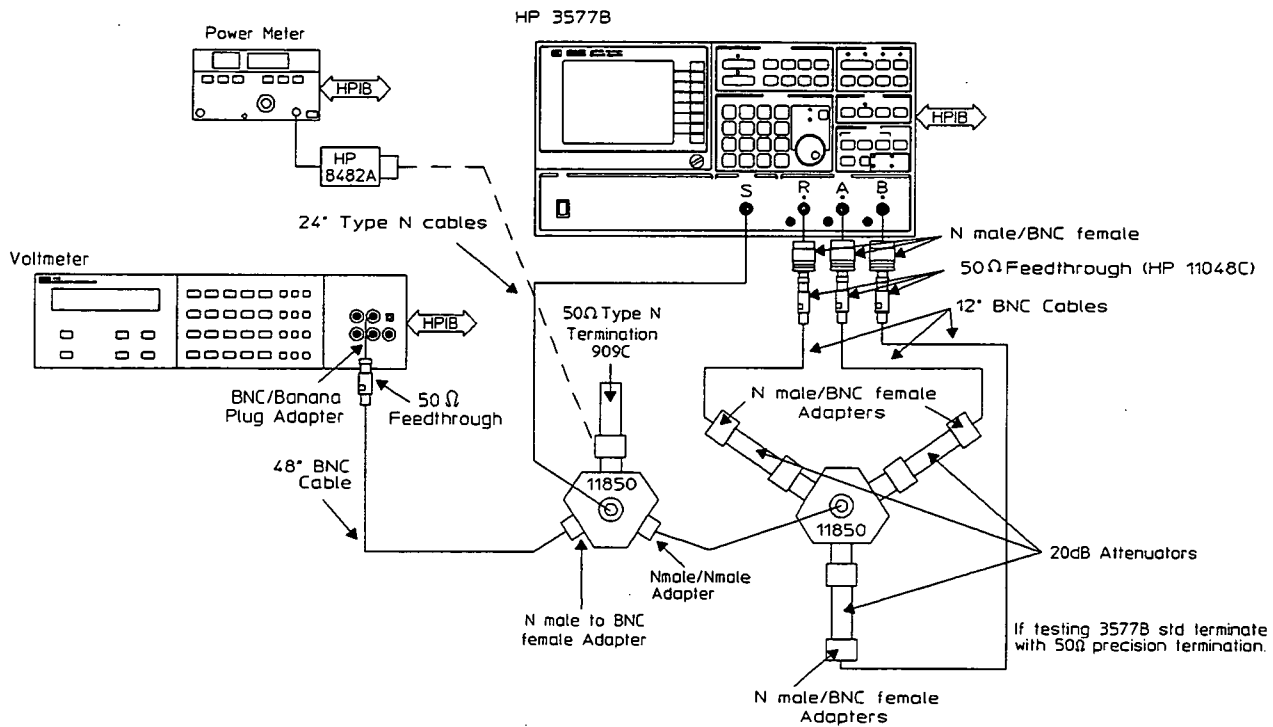 HP 3577B
Power Meter
HPIB
HP
8482A
HPIB
S
R
A
B
24" Type N cables
N male/BNC female
50Ω Feedthrough (HP 11048C)
12" BNC Cables
Voltmeter
HPIB
50Ω Type N
Termination
909C
BNC/Banana
Plug Adapter
50 Ω
Feedthrough
N male/BNC female
Adapters
48" BNC
Cable
11850
11850
20dB Attenuators
Nmale/Nmale
Adapter
N male to BNC
female Adapter
If testing 3577B std terminate
with 50Ω precision termination.
N male/BNC female
Adapters